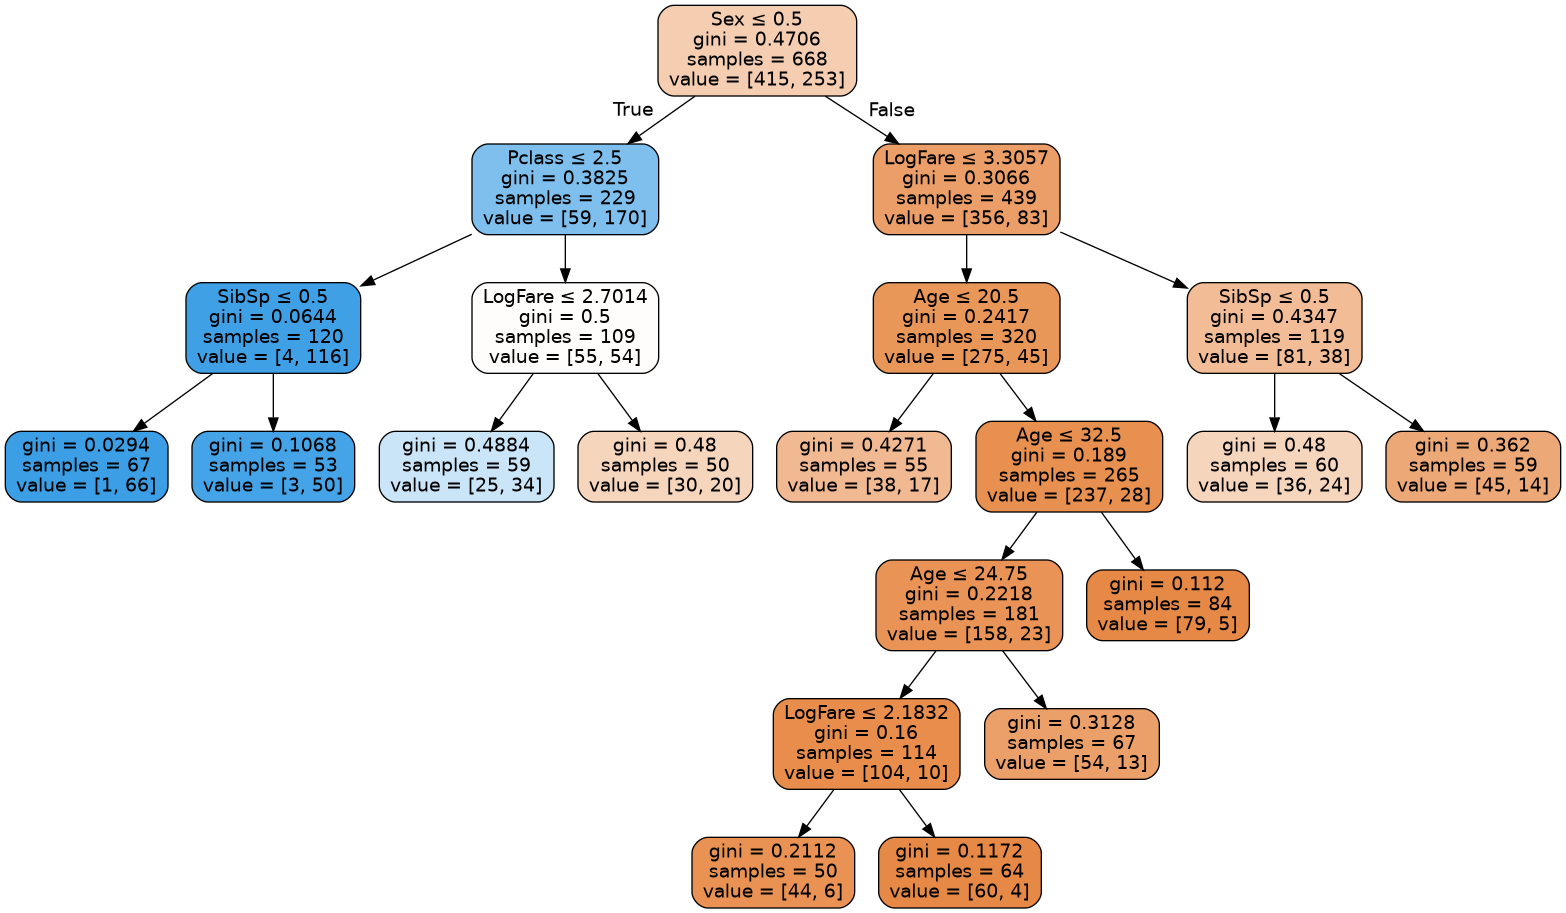 Sex ≤ 0.5
gini = 0.4706
samples = 668
value = [415, 253]
True
False
Pclass ≤ 2.5
gini = 0.3825
samples = 229
value = [59, 170]
LogFare ≤ 3.3057
gini = 0.3066
samples = 439
value = [356, 83]
SibSp ≤ 0.5
gini = 0.0644
samples = 120
value = [4, 116]
LogFare ≤ 2.7014
gini = 0.5
samples = 109
value = [55, 54]
Age ≤ 20.5
gini = 0.2417
samples = 320
value = [275, 45]
SibSp ≤ 0.5
gini = 0.4347
samples = 119
value = [81, 38]
gini = 0.0294
samples = 67
value = [1, 66]
gini = 0.1068
samples = 53
value = [3, 50]
gini = 0.4884
samples = 59
value = [25, 34]
gini = 0.48
samples = 50
value = [30, 20]
gini = 0.4271
samples = 55
value = [38, 17]
Age ≤ 32.5
gini = 0.189
samples = 265
value = [237, 28]
gini = 0.48
samples = 60
value = [36, 24]
gini = 0.362
samples = 59
value = [45, 14]
Age ≤ 24.75
gini = 0.2218
samples = 181
value = [158, 23]
gini = 0.112
samples = 84
value = [79, 5]
LogFare ≤ 2.1832
gini = 0.16
samples = 114
value = [104, 10]
gini = 0.3128
samples = 67
value = [54, 13]
gini = 0.2112
samples = 50
value = [44, 6]
gini = 0.1172
samples = 64
value = [60, 4]